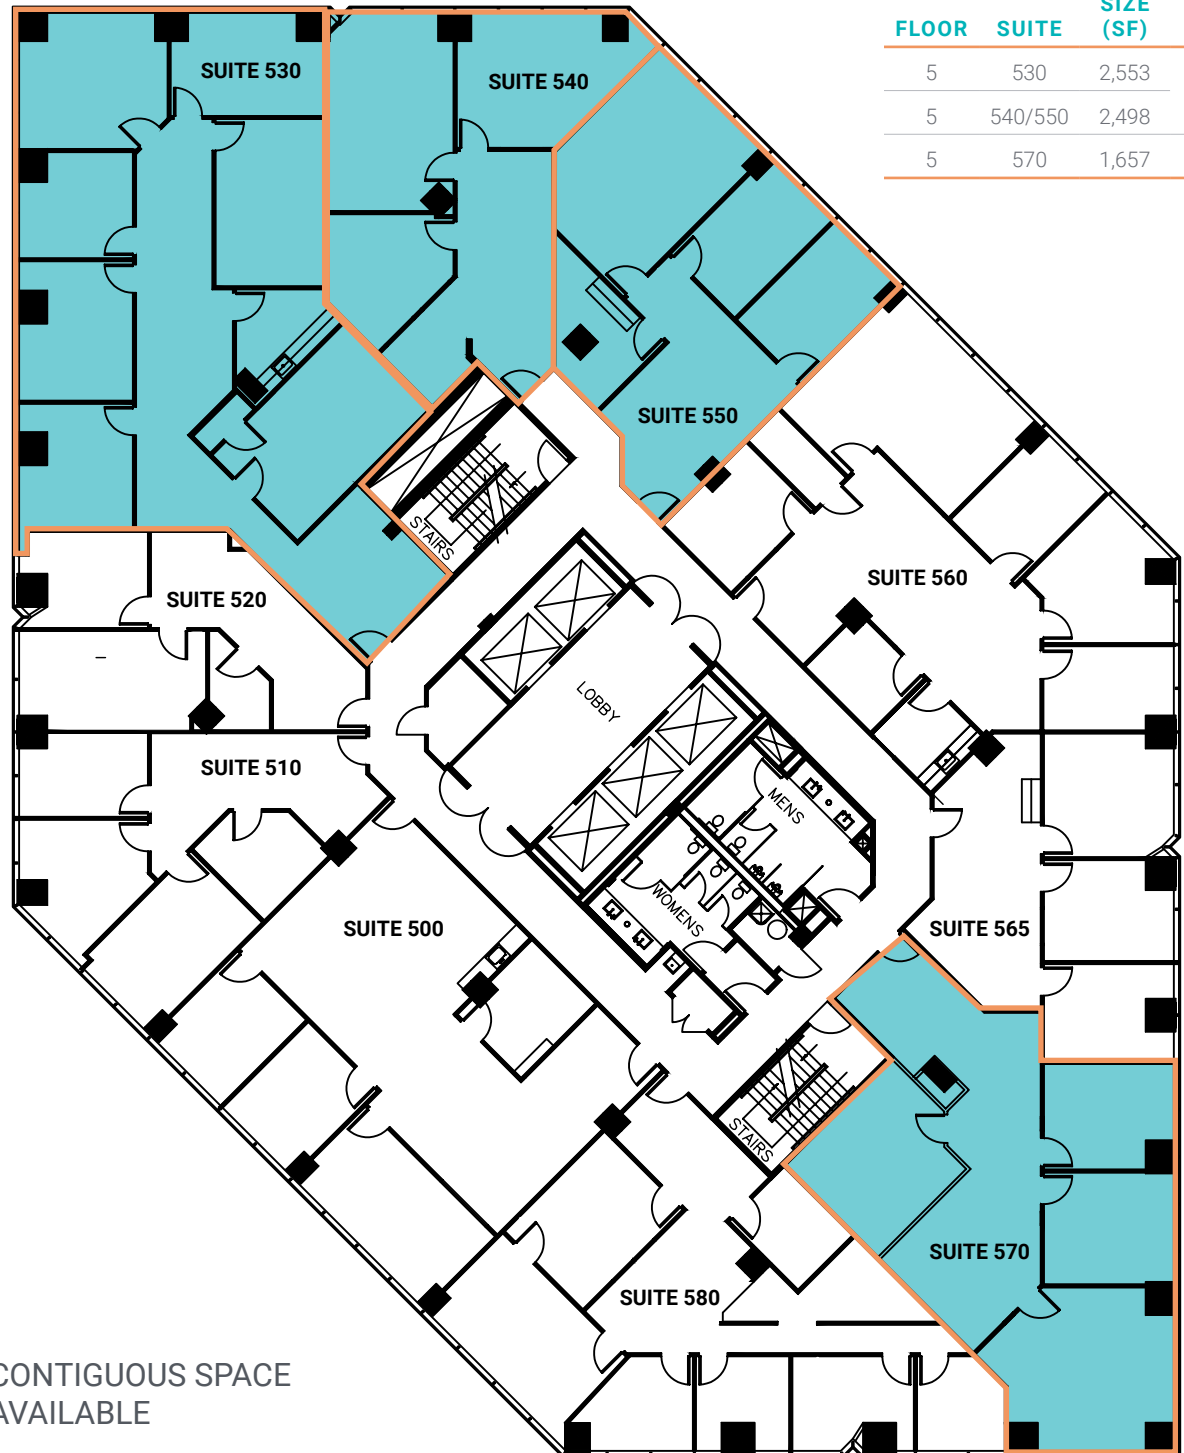 SIZE
FLOOR SUITE (SF)
5 530 2,553
5 540/550 2,498
5 570 1,657
SUITE 530
SUITE 540
SUITE 550
STAIRS
SUITE 560
SUITE 520
LOBBY
SUITE 510
MENS
WOMENS
SUITE 500
SUITE 565
STAIRS
SUITE 570
SUITE 580
CONTIGUOUS SPACE
AVAILABLE